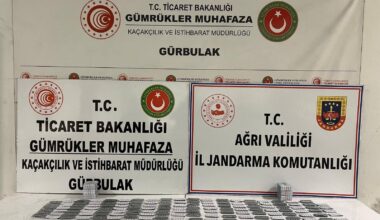 T.C. TİCARET BAKANLIĞI
GÜMRÜKLER MUHAFAZA
KAÇAKÇILIK VE İSTİHBARAT MÜDÜRLÜĞÜ
GÜRBULAK
T.C.
TİCARET BAKANLIĞI
GÜMRÜKLER MUHAFAZA
KAÇAKÇILIK VE İSTİHBARAT MÜDÜRLÜĞÜ
GÜRBULAK
T.C.
AĞRI VALİLİĞİ
İL JANDARMA KOMUTANLIĞI